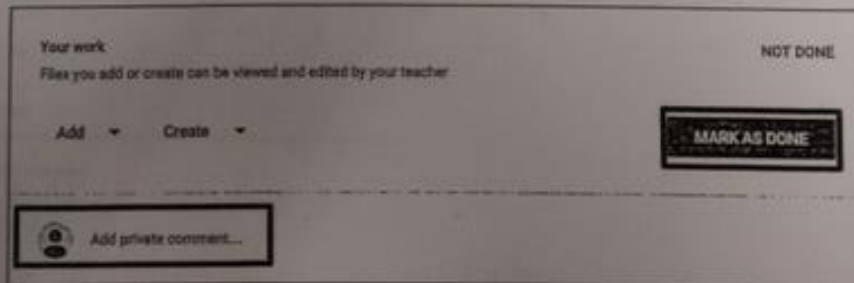 Your work
NOT DONE
Files you add or create can be viewed and edited by your teacher
Add Create
MARK AS DONE
Add private comment...